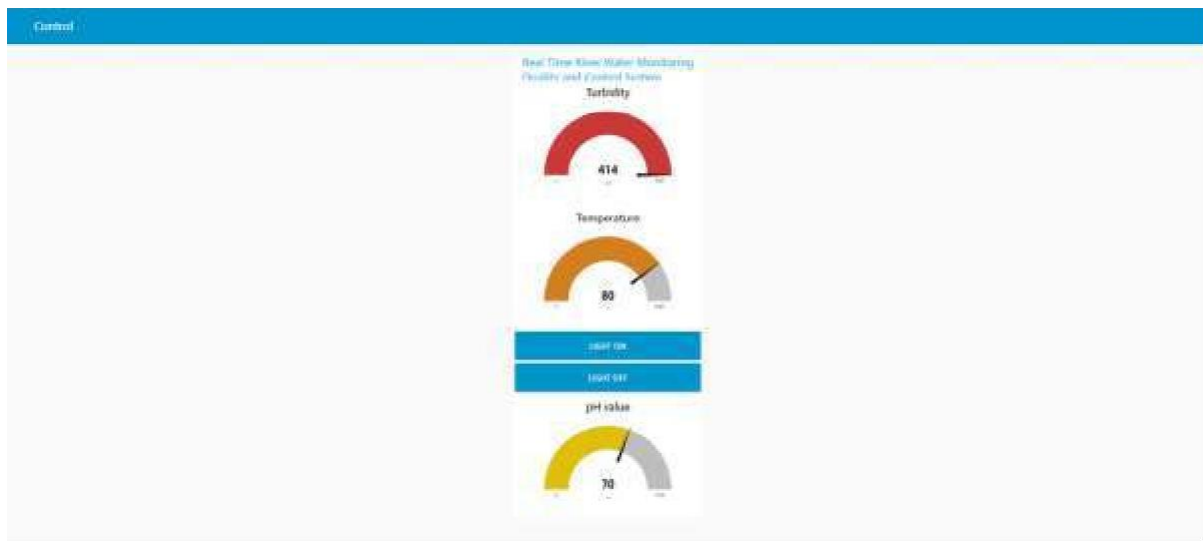 Control
Real Time River Water Monitoring
Quality and Control System
Turbidity
414
Temperature
80
LIGHT ON
LIGHT OFF
pH value
70